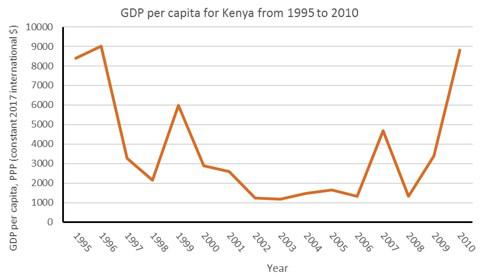 GDP per capita for Kenya from 1995 to 2010
GDP per capita, PPP (constant 2017 international $)
10000
9000
8000
7000
6000
5000
4000
3000
2000
1000
0
1995 1996 1997 1998 1999 2000 2001 2002 2003 2004 2005 2006 2007 2008 2009 2010
Year